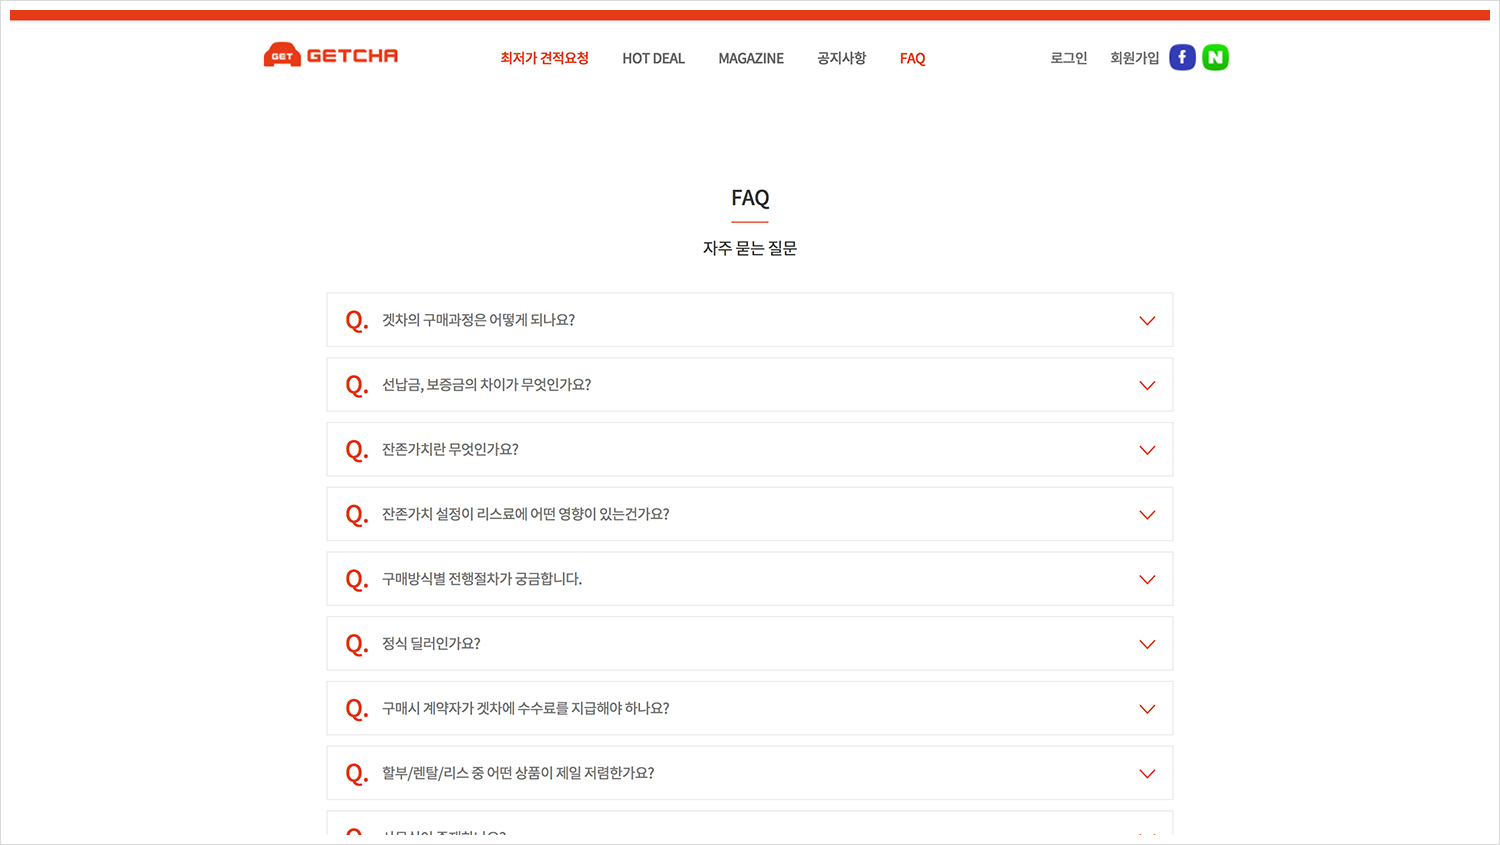 GET GETCHA
최저가 견적요청 HOT DEAL MAGAZINE 공지사항 FAQ 로그인 회원가입 f N
FAQ
자주 묻는 질문
Q. 겟차의 구매과정은 어떻게 되나요?
Q. 선납금, 보증금의 차이가 무엇인가요?
Q. 잔존가치란 무엇인가요?
Q. 잔존가치 설정이 리스료에 어떤 영향이 있는건가요?
Q. 구매방식별 전행절차가 궁금합니다.
Q. 정식 딜러인가요?
Q. 구매시 계약자가 겟차에 수수료를 지급해야 하나요?
Q. 할부/렌탈/리스 중 어떤 상품이 제일 저렴한가요?